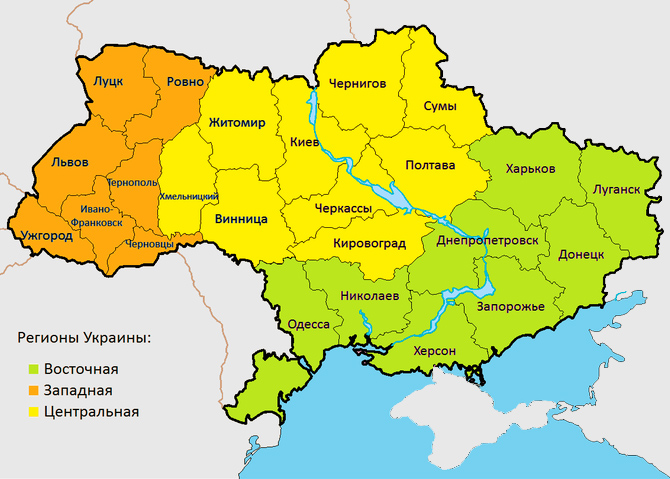 Луцк
Ровно
Чернигов
Сумы
Житомир
Киев
Львов
Тернополь
Хмельницкий
Полтава
Харьков
Луганск
Ивано-
Франковск
Винница
Черкассы
Ужгород
Черновцы
Кировоград
Днепропетровск
Донецк
Николаев
Запорожье
Одесса
Херсон
Регионы Украины:
Восточная
Западная
Центральная